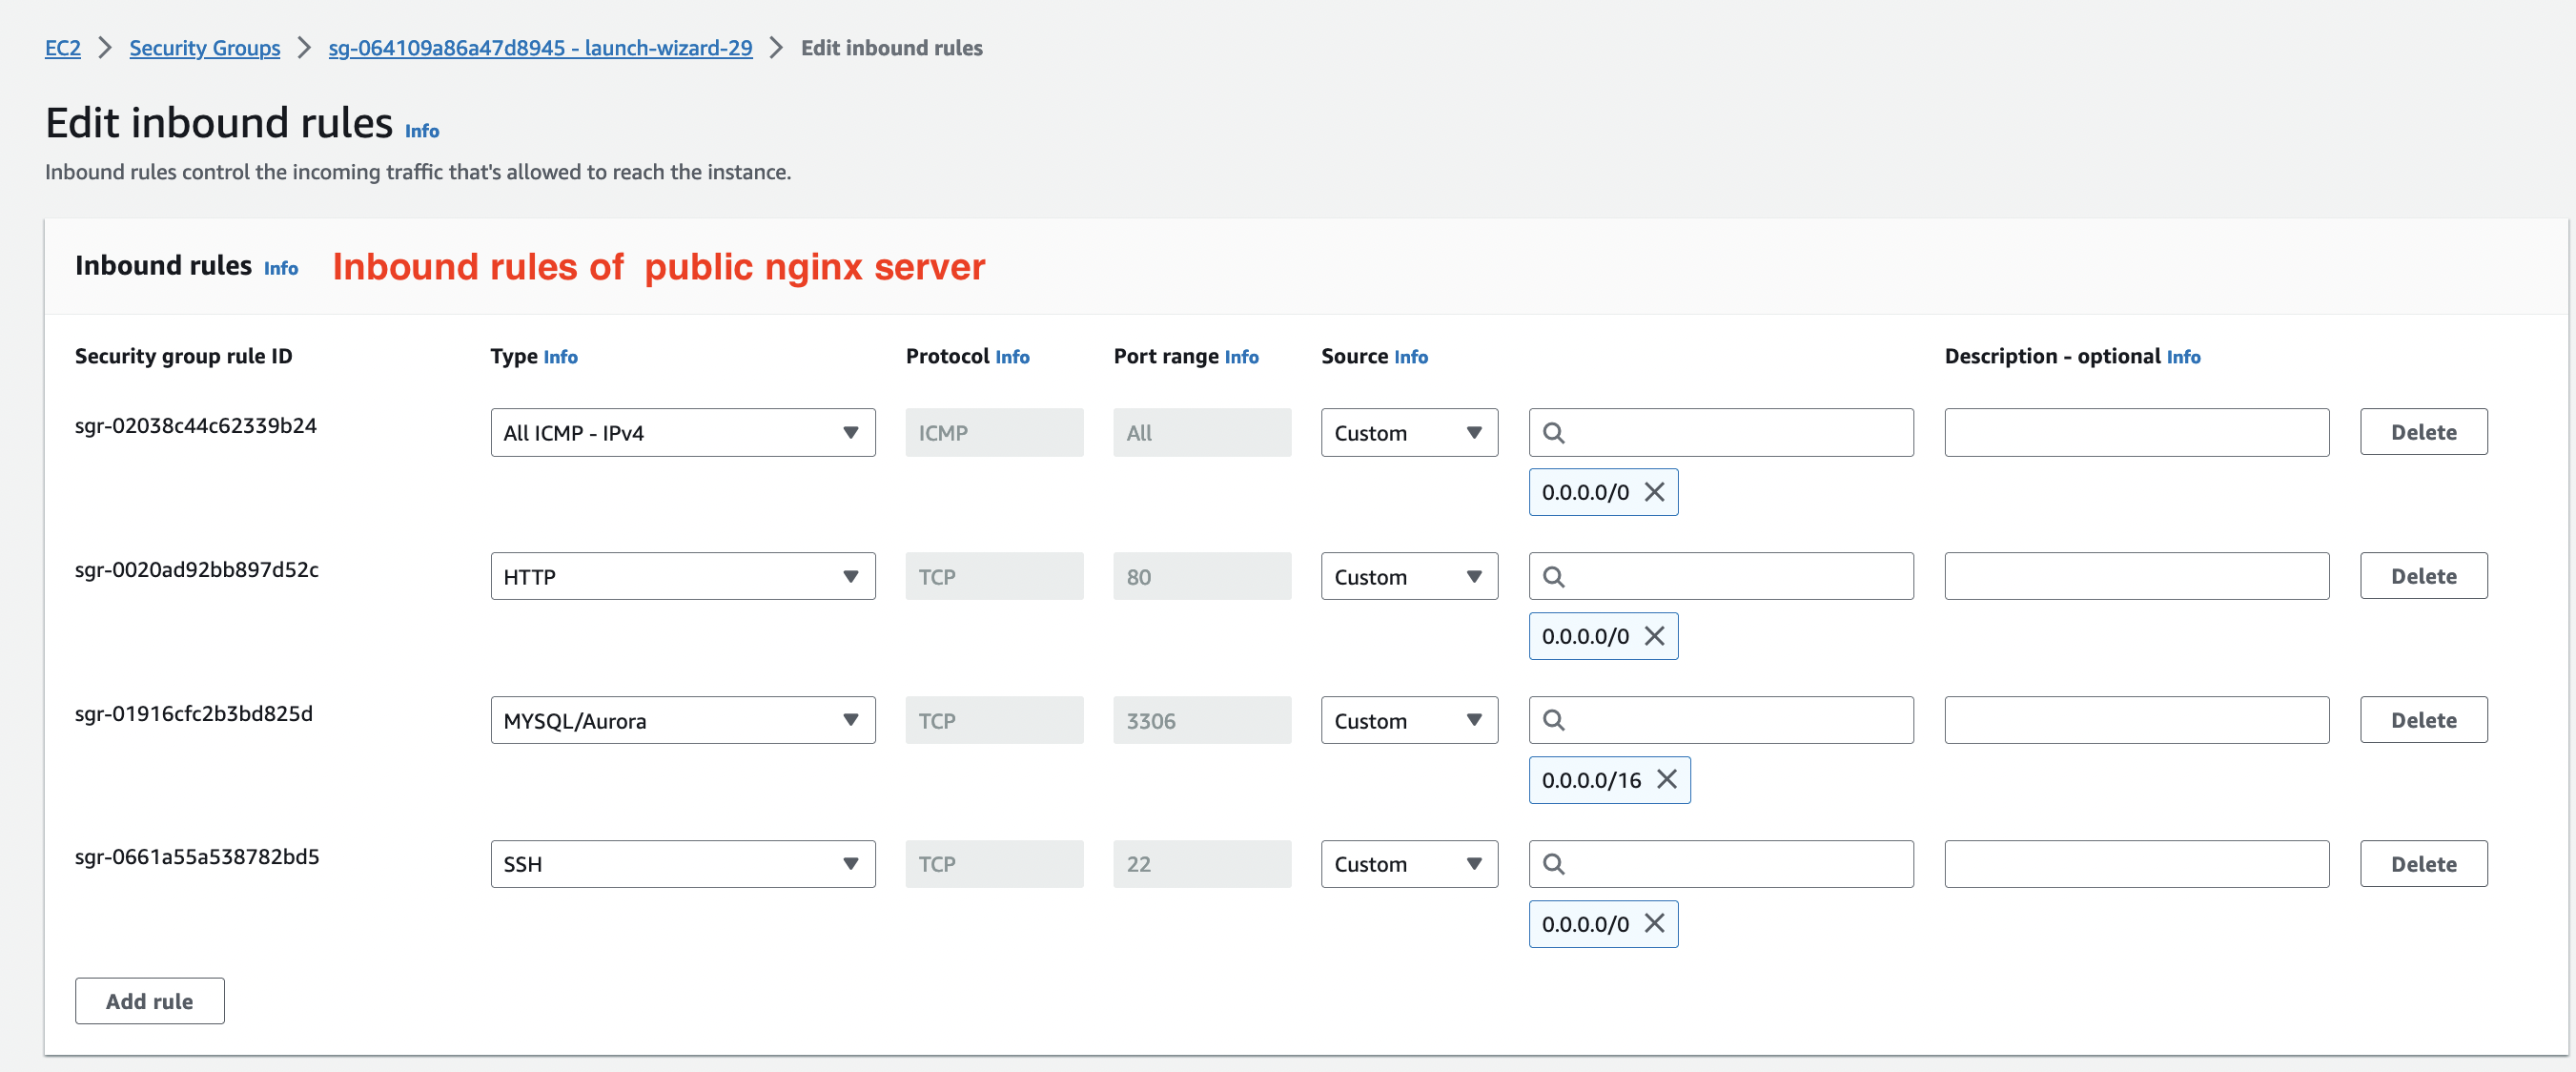 EC2 > Security Groups > sg-064109a86a47d8945 - launch-wizard-29 > Edit inbound rules
Edit inbound rules Info
Inbound rules control the incoming traffic that's allowed to reach the instance.
Inbound rules Info Inbound rules of public nginx server
Security group rule ID Type Info Protocol Info Port range Info Source Info Description - optional Info
sgr-02038c44c62339b24 All ICMP - IPv4 ICMP All Custom Delete
0.0.0.0/0
sgr-0020ad92bb897d52c HTTP TCP 80 Custom Delete
0.0.0.0/0
sgr-01916cfc2b3bd825d MYSQL/Aurora TCP 3306 Custom Delete
0.0.0.0/16
sgr-0661a55a538782bd5 SSH TCP 22 Custom Delete
0.0.0.0/0
Add rule